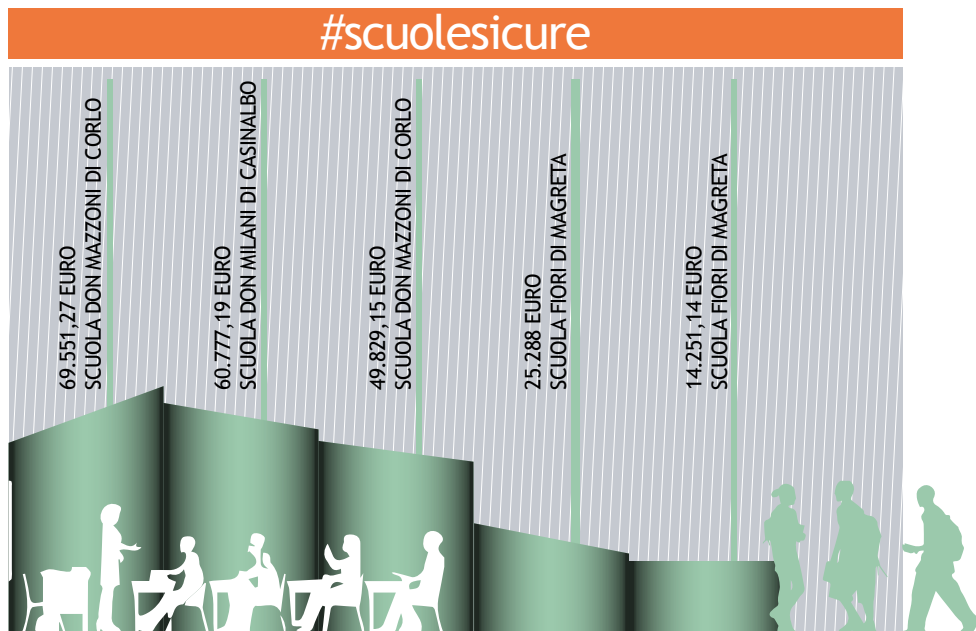 #scuolesicure
69.551,27 EURO
SCUOLA DON MAZZONI DI CORLO
60.777,19 EURO
SCUOLA DON MILANI DI CASINALBO
49.829,15 EURO
SCUOLA DON MAZZONI DI CORLO
25.288 EURO
SCUOLA FIORI DI MAGRETA
14.251,14 EURO
SCUOLA FIORI DI MAGRETA